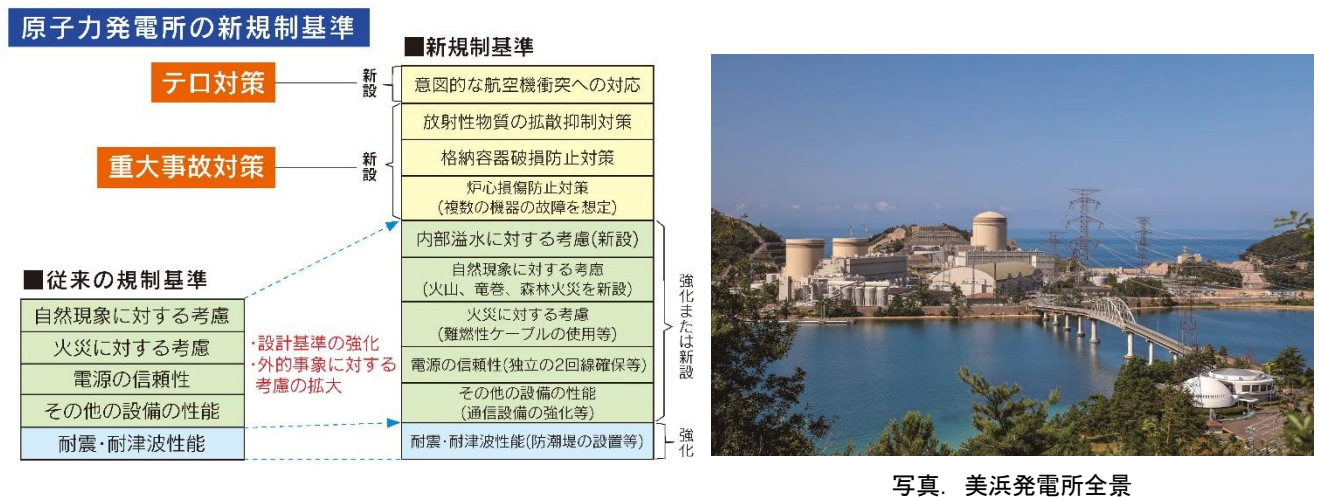 原子力発電所の新規制基準
■新規制基準
テロ対策
新設
意図的な航空機衝突への対応
重大事故対策
新設
放射性物質の拡散抑制対策
格納容器破損防止対策
炉心損傷防止対策
(複数の機器の故障を想定)
内部溢水に対する考慮(新設)
自然現象に対する考慮
(火山、竜巻、森林火災を新設)
火災に対する考慮
(難燃性ケーブルの使用等)
電源の信頼性(独立の2回線確保等)
その他の設備の性能
(通信設備の強化等)
強化または新設
耐震・耐津波性能(防潮堤の設置等)
強化
■従来の規制基準
自然現象に対する考慮
火災に対する考慮
電源の信頼性
その他の設備の性能
耐震・耐津波性能
・設計基準の強化
・外的事象に対する
考慮の拡大
写真. 美浜発電所全景